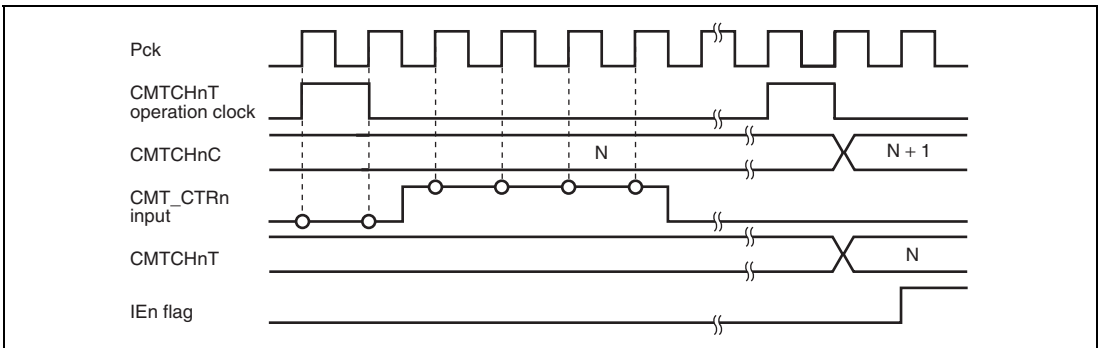 Pck
CMTCHnT
operation clock
CMTCHnC
N
N + 1
CMT_CTRn
input
CMTCHnT
N
IEn flag